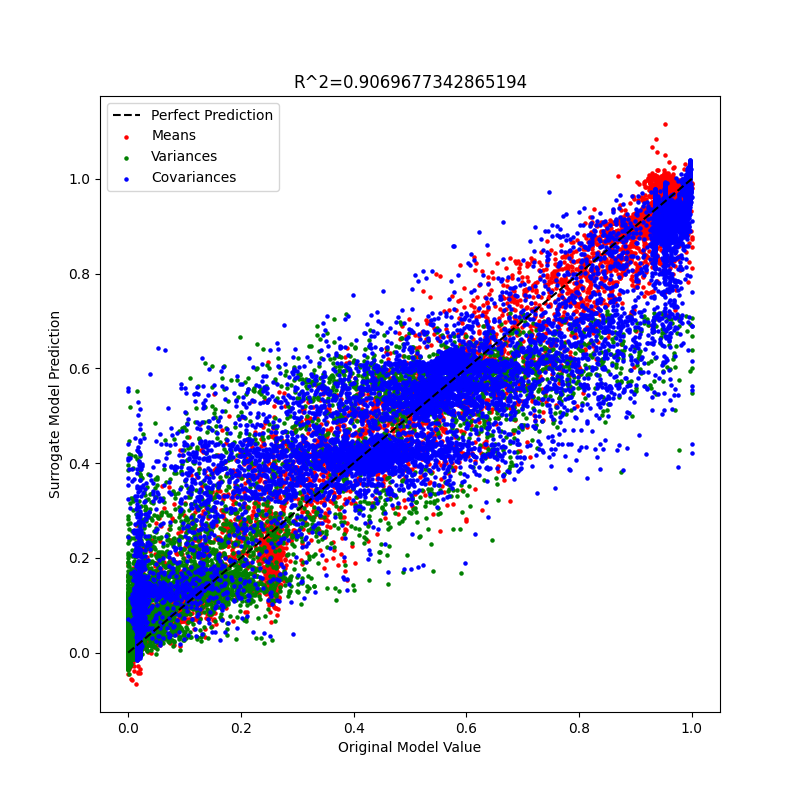 R^2=0.9069677342865194
Perfect Prediction
Means
Variances
Covariances
1.0
0.8
0.6
0.4
0.2
0.0
Surrogate Model Prediction
0.0 0.2 0.4 0.6 0.8 1.0
Original Model Value